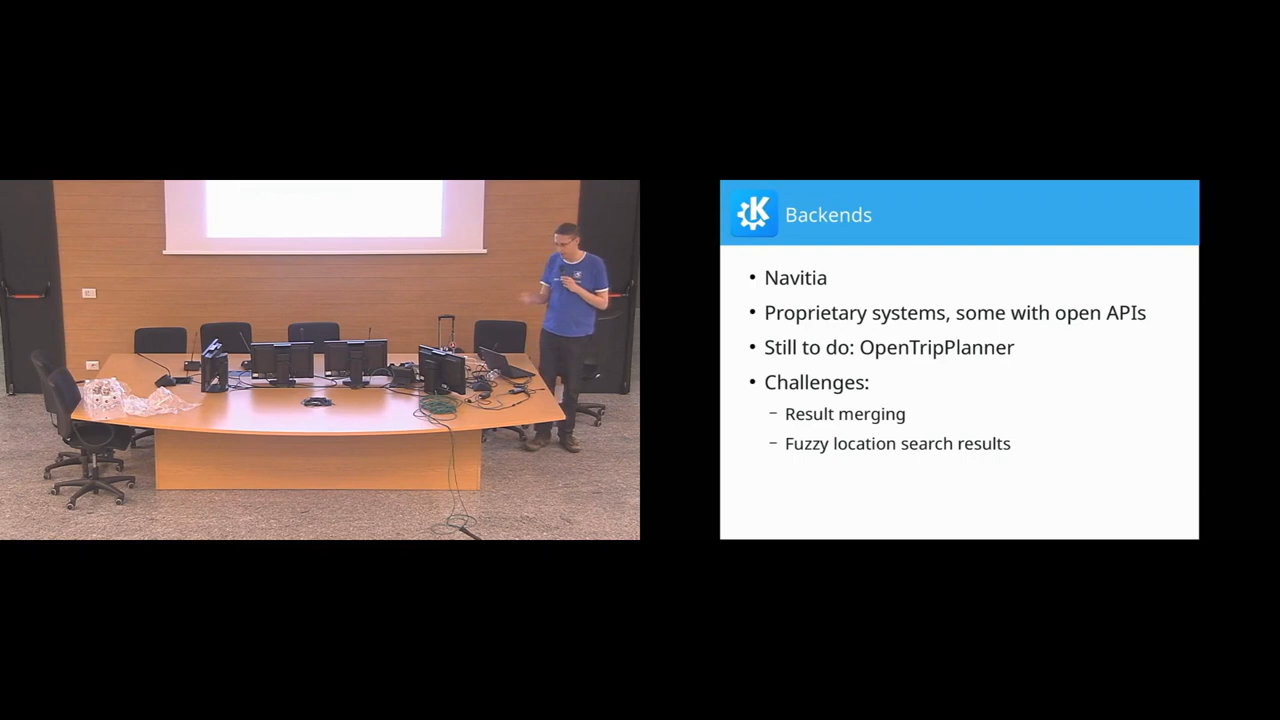 Backends
• Navitia
• Proprietary systems, some with open APIs
• Still to do: OpenTripPlanner
• Challenges:
– Result merging
– Fuzzy location search results